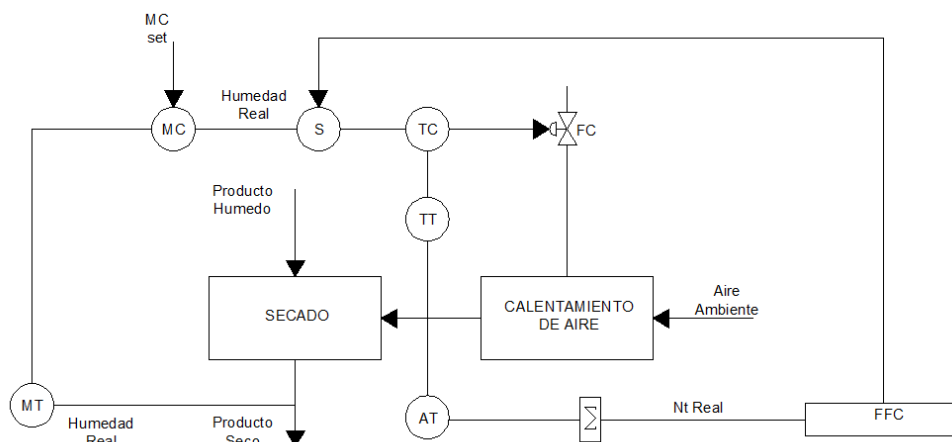 MC
set
Humedad
Real
MC
S
TC
FC
Producto
Humedo
TT
SECADO
CALENTAMIENTO
DE AIRE
Aire
Ambiente
MT
Humedad
Real
Producto
Seco
AT
Σ
Nt Real
FFC